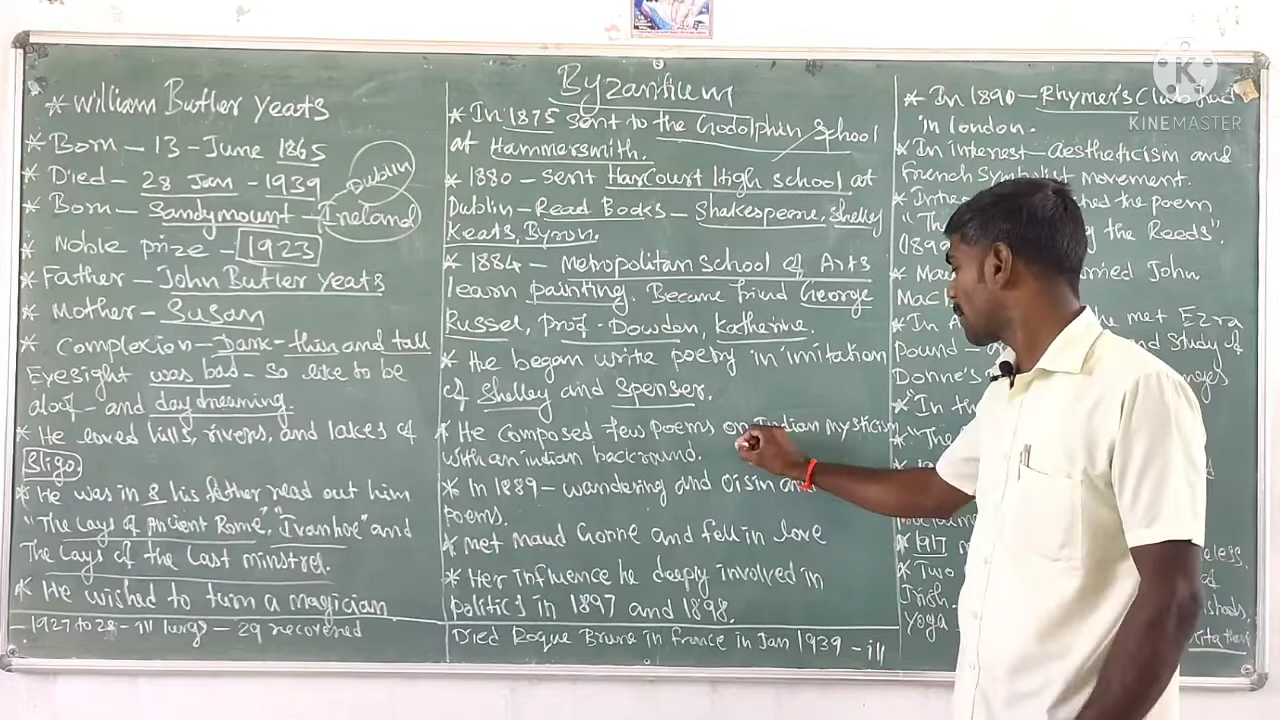 Byzantium
* William Butler Yeats
* Born - 13 - June 1865
* Died - 28 Jan - 1939
* Born - Sandymount - Ireland
Dublin
* Noble prize - 1923
* Father - John Butler yeats
* Mother - Susan
* Complexion - Dark - thin and tall
Eyesight was bad - so like to be
aloof - and day dreaming.
* He loved hills, rivers, and lakes of
Sligo.
* He was in 8 his father read out him
"The Lays of Ancient Rome", "Ivanhoe" and
The Lays of the Last minstrel.
* He wished to turn a magician
- 1927 to 28 - ill lungs - 29 recovered
* In 1875 sent to the Godolphin School
at Hammersmith.
* 1880 - sent Harcourt High school at
Dublin - Read Books - Shakespeare, Shelley
Keats, Byron.
* 1884 - Metropolitan School of Arts
learn painting. Became friend George
Russel, Prof - Dowden, Katherine.
* He began write poetry in imitation
of Shelley and Spenser.
* He composed few poems on Indian mysticism
with an indian background.
* In 1889 - wandering and Oisin and
poems.
* met Maud Gonne and fell in love
* Her influence he deeply involved in
politics in 1897 and 1898.
Died Roque Brune in France in Jan 1939 - ill
* In 1890 - Rhymer's Club
in london.
* In interest - aestheticism and
French Symbolist movement.
the poem
the Reeds".
John
* In met Ezra
Pound - and Study of
Donne's
* "In
* "The
* 1917
* Two of
Irish.
yoga
K
KINEMASTER